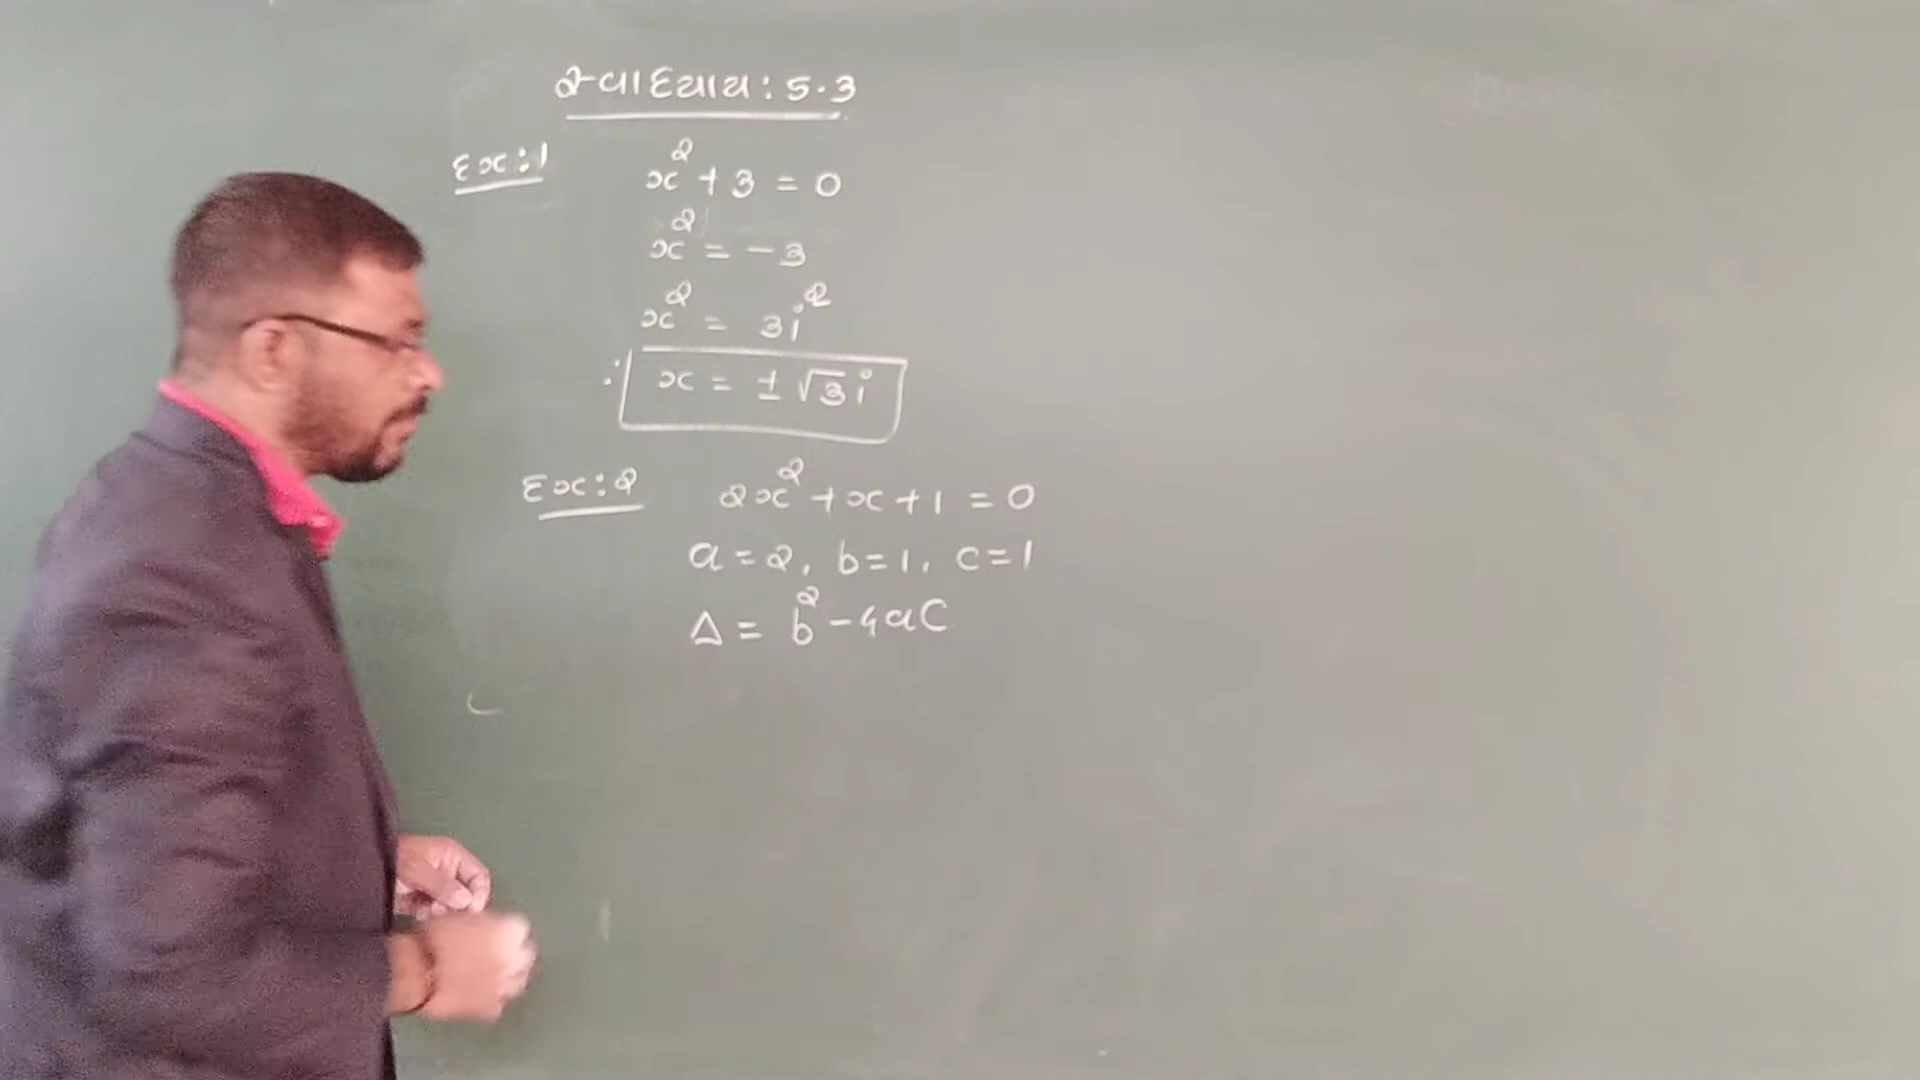 સ્વાધ્યાય: 5.3
Ex:1 x² + 3 = 0
x² = -3
x² = 3i²
∴ x = ± √3 i
Ex:2 2x² + x + 1 = 0
a = 2, b = 1, c = 1
Δ = b² - 4ac